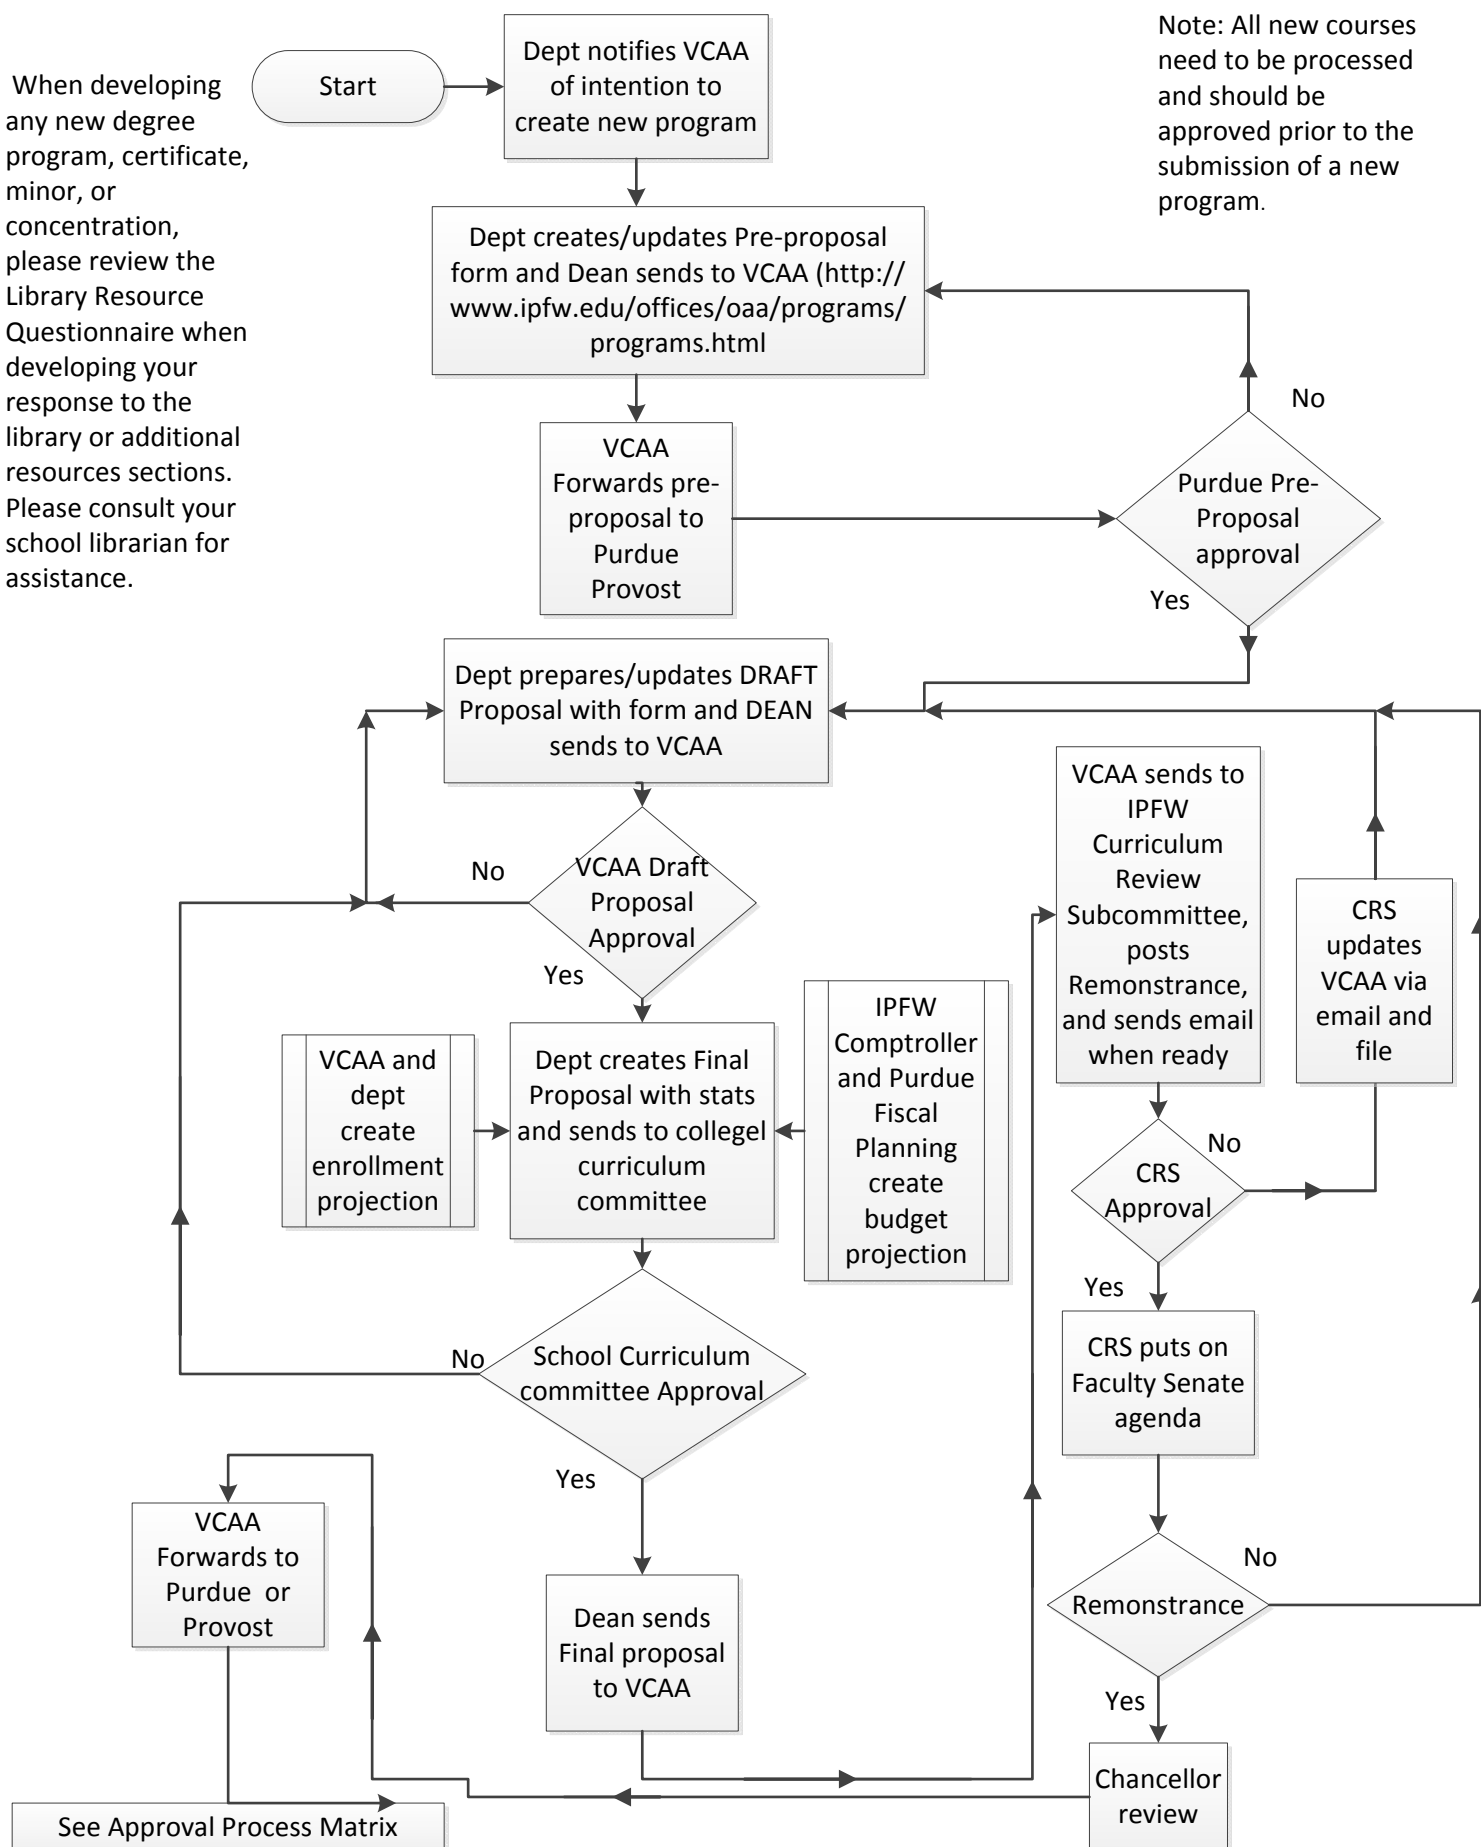 Note: All new courses
need to be processed
and should be
approved prior to the
submission of a new
program.
When developing
any new degree
program, certificate,
minor, or
concentration,
please review the
Library Resource
Questionnaire when
developing your
response to the
library or additional
resources sections.
Please consult your
school librarian for
assistance.
Start
Dept notifies VCAA
of intention to
create new program
Dept creates/updates Pre-proposal
form and Dean sends to VCAA (http://
www.ipfw.edu/offices/oaa/programs/
programs.html
VCAA
Forwards pre-
proposal to
Purdue
Provost
No
Purdue Pre-
Proposal
approval
Yes
Dept prepares/updates DRAFT
Proposal with form and DEAN
sends to VCAA
No
VCAA Draft
Proposal
Approval
Yes
VCAA and
dept
create
enrollment
projection
Dept creates Final
Proposal with stats
and sends to collegel
curriculum
committee
IPFW
Comptroller
and Purdue
Fiscal
Planning
create
budget
projection
No
School Curriculum
committee Approval
Yes
Dean sends
Final proposal
to VCAA
VCAA sends to
IPFW
Curriculum
Review
Subcommittee,
posts
Remonstrance,
and sends email
when ready
CRS
updates
VCAA via
email and
file
No
CRS
Approval
Yes
CRS puts on
Faculty Senate
agenda
No
Remonstrance
Yes
Chancellor
review
VCAA
Forwards to
Purdue or
Provost
See Approval Process Matrix